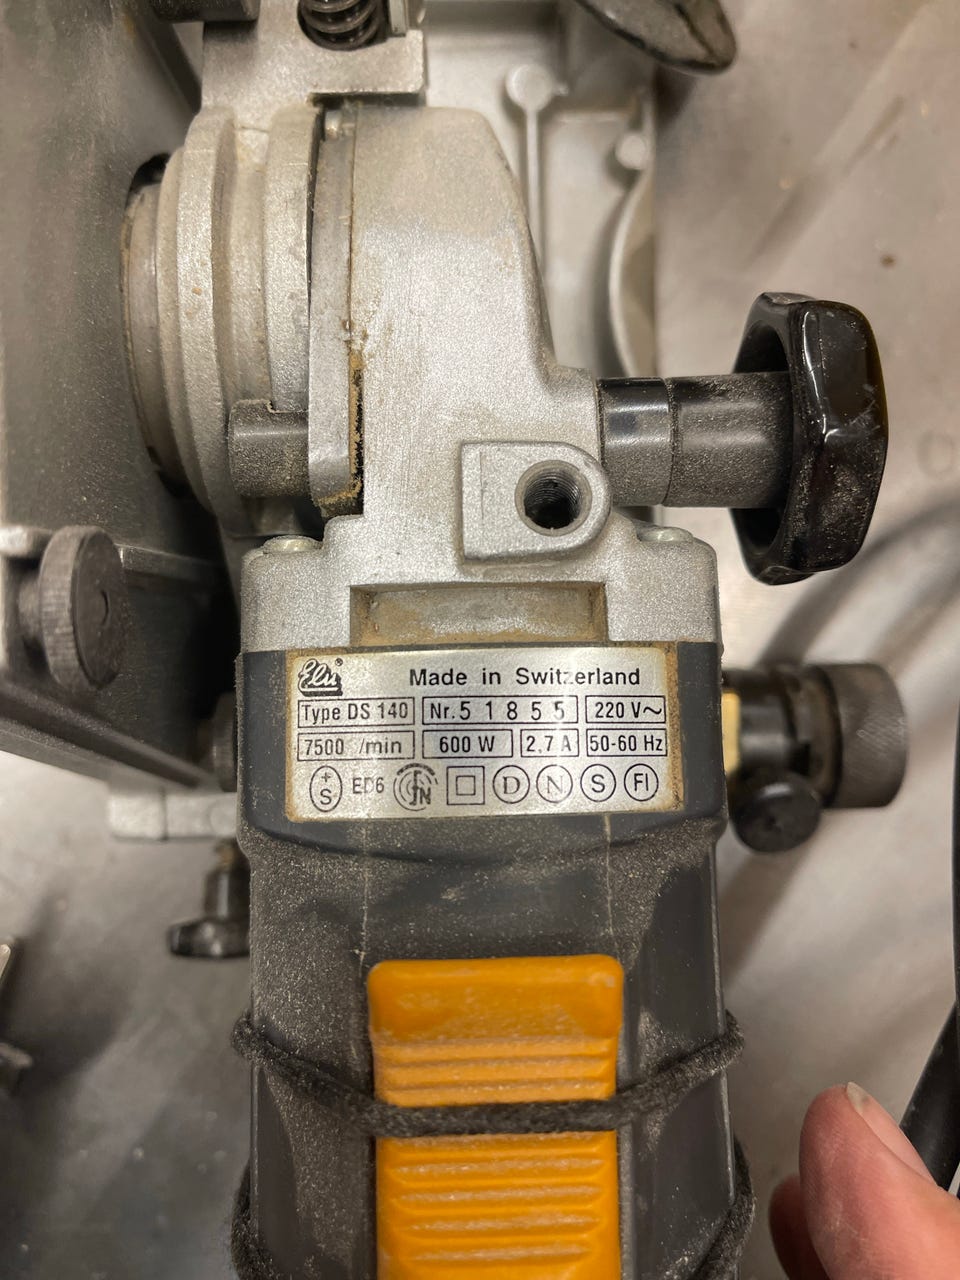 Elu® Made in Switzerland
Type DS 140 Nr. 5 1 8 5 5 220 V~
7500 /min 600 W 2,7 A 50-60 Hz
+S ED6 D N S FI